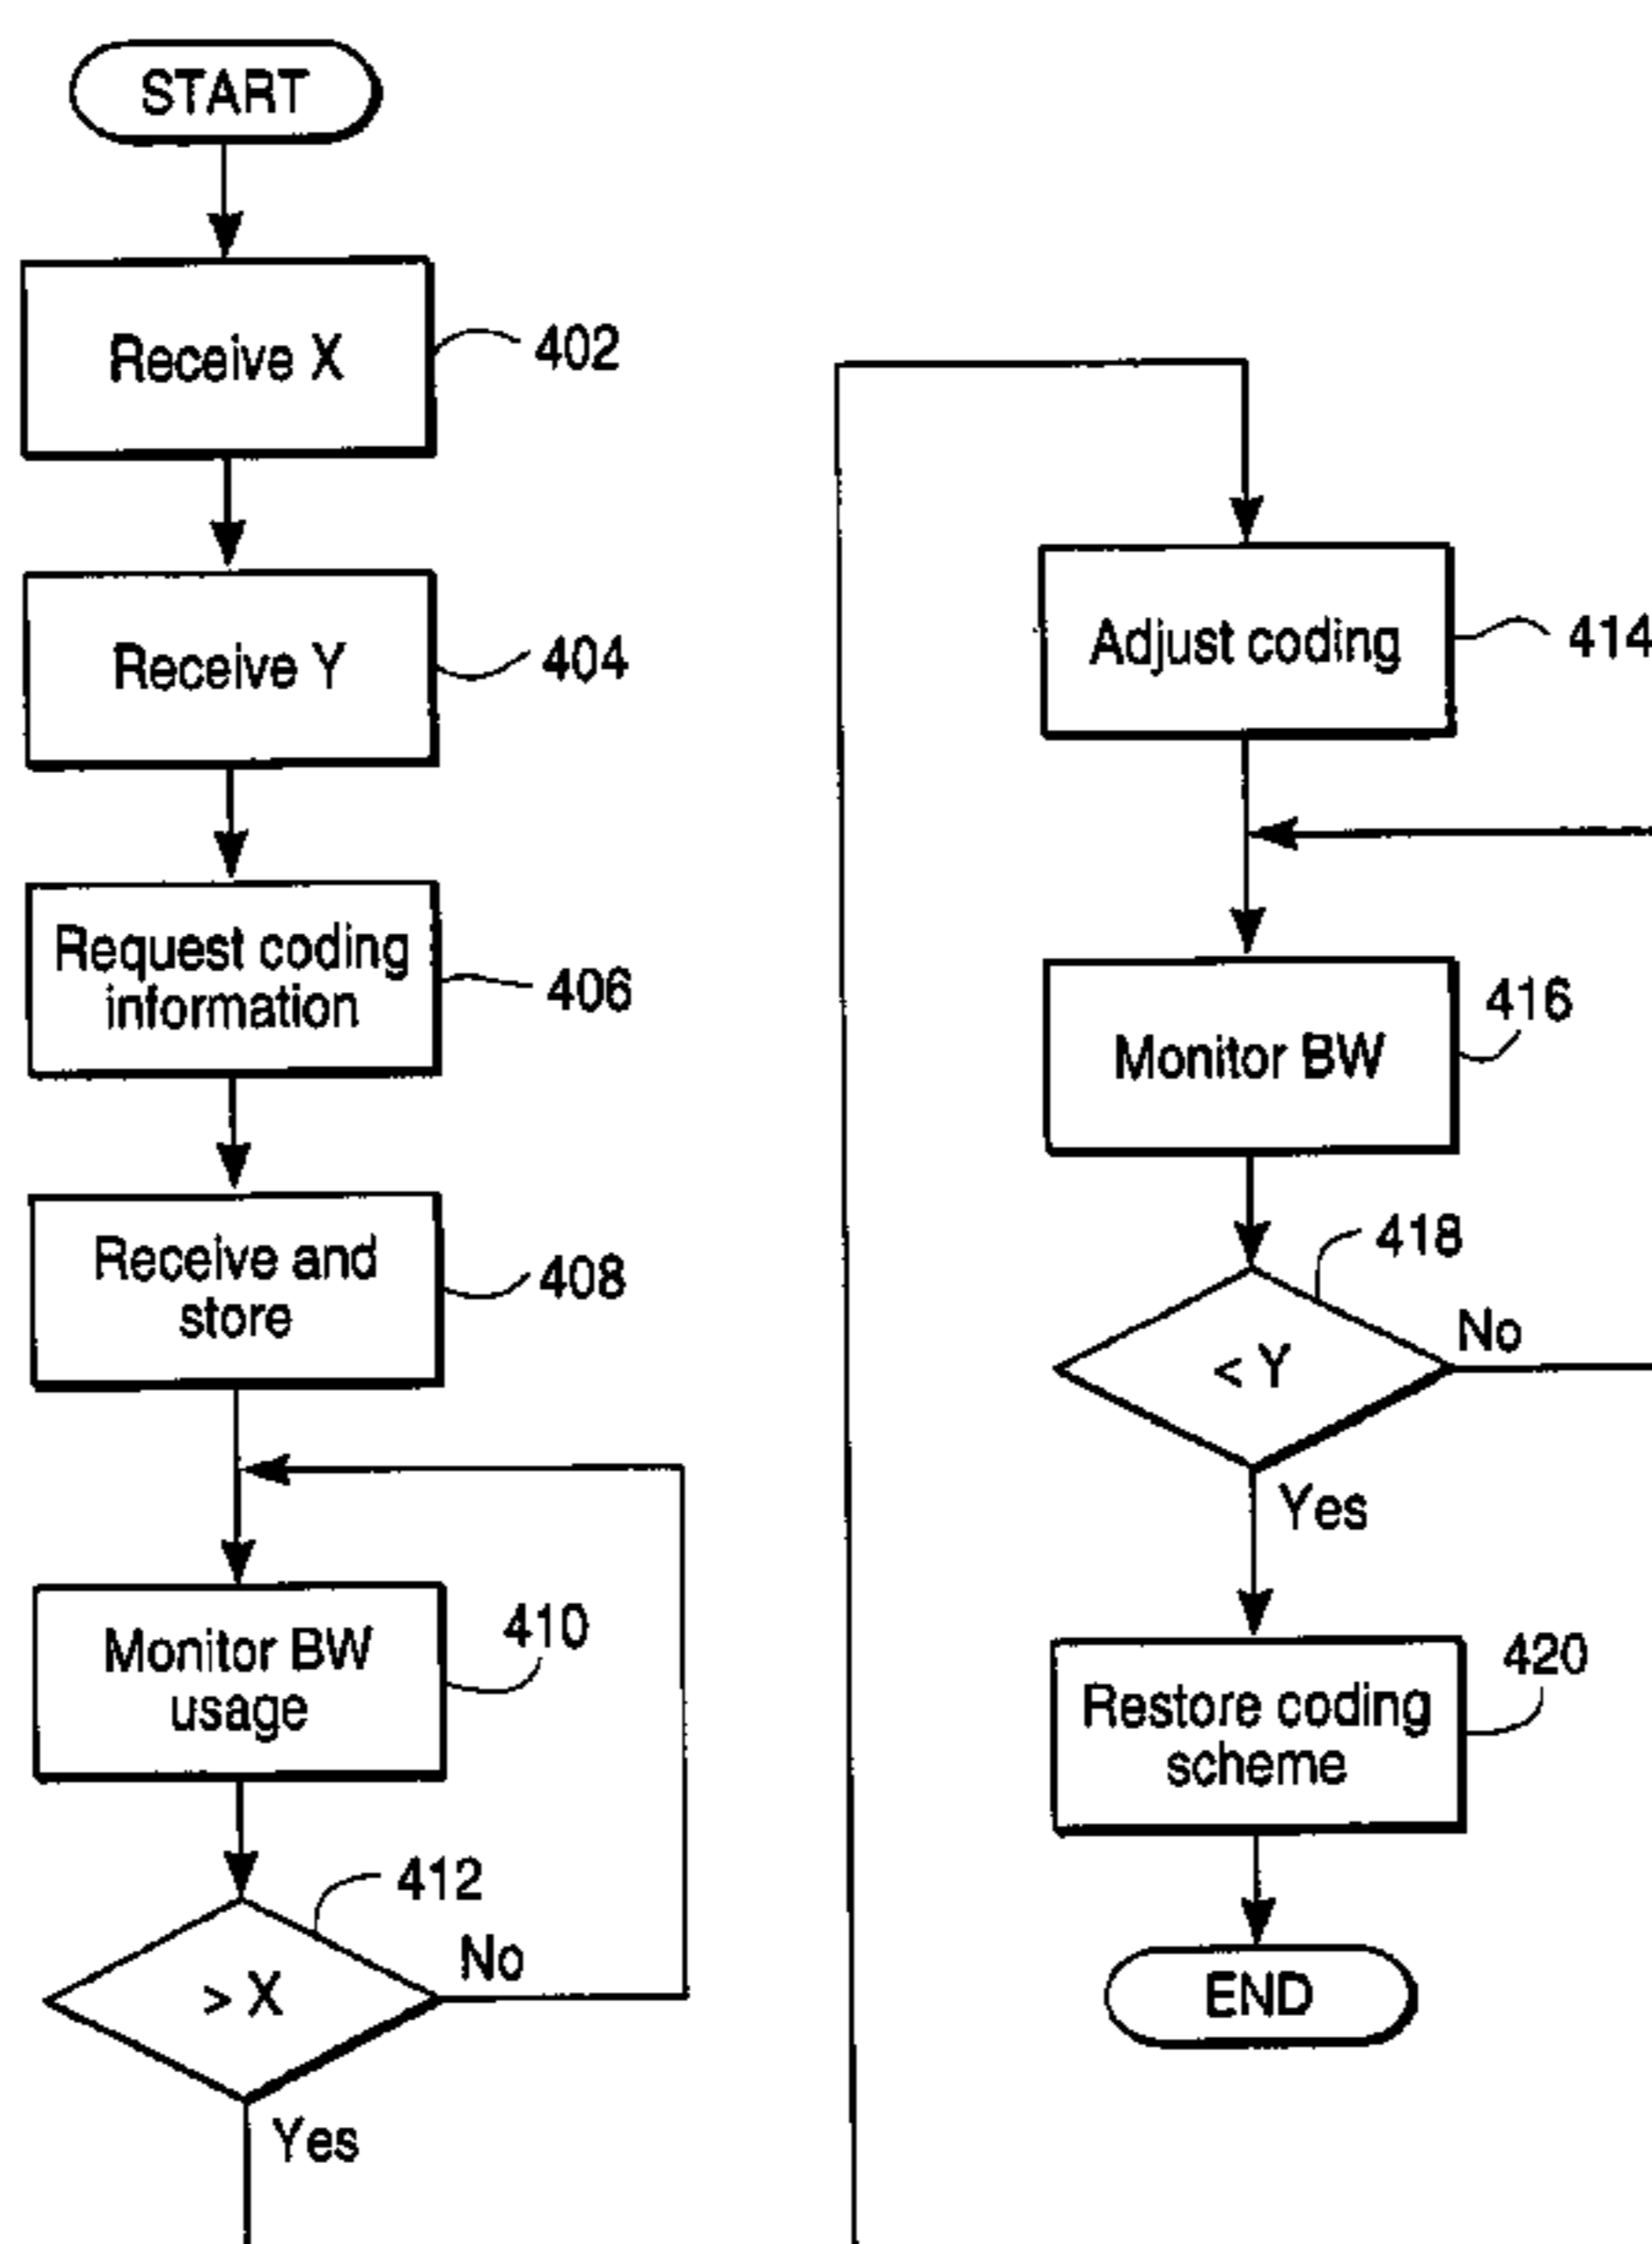 START
Receive X
402
Receive Y
404
Request coding
information
406
Receive and
store
408
Monitor BW
usage
410
412
> X
No
Yes
Adjust coding
414
Monitor BW
416
418
< Y
No
Yes
Restore coding
scheme
420
END